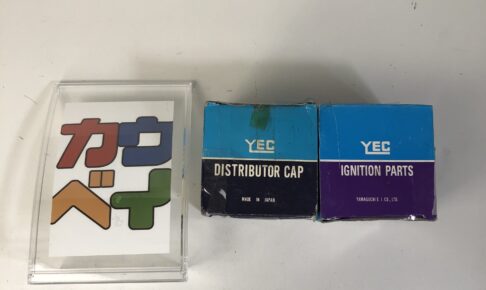 カウ
ベイ
YEC
DISTRIBUTOR CAP
MADE IN JAPAN
YEC
IGNITION PARTS
YAMAGUCHI E I CO., LTD.